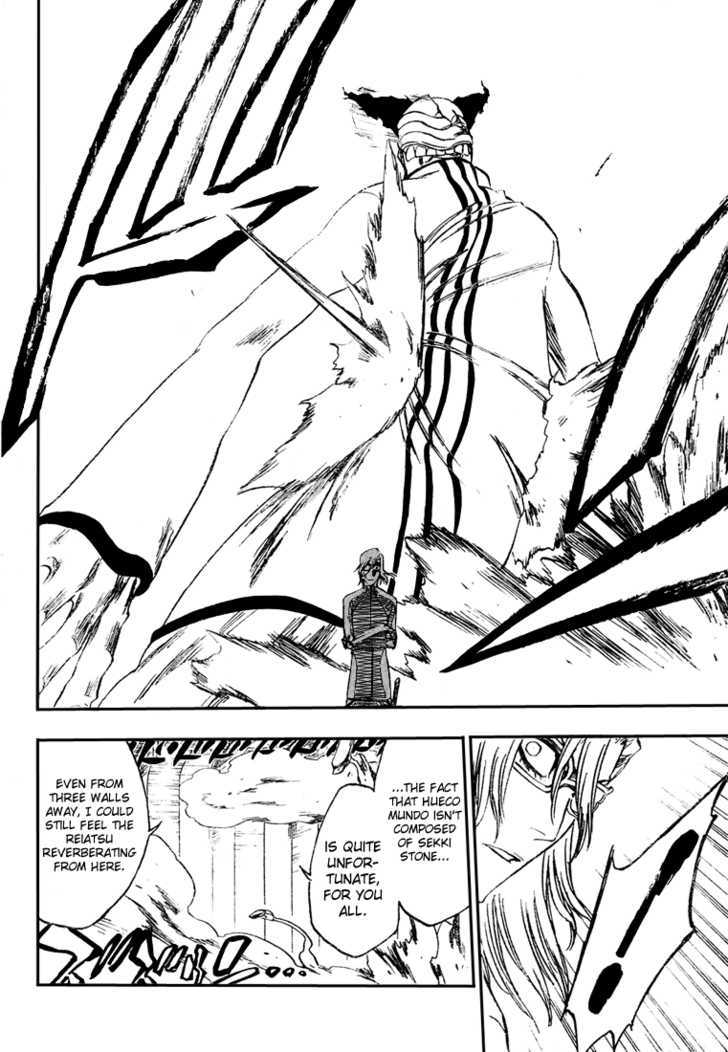 ...THE FACT
THAT HUECO
MUNDO ISN'T
COMPOSED
OF SEKKI
STONE...
IS QUITE
UNFOR-
TUNATE,
FOR YOU
ALL.
EVEN FROM
THREE WALLS
AWAY, I COULD
STILL FEEL THE
REIATSU
REVERBERATING
FROM HERE.